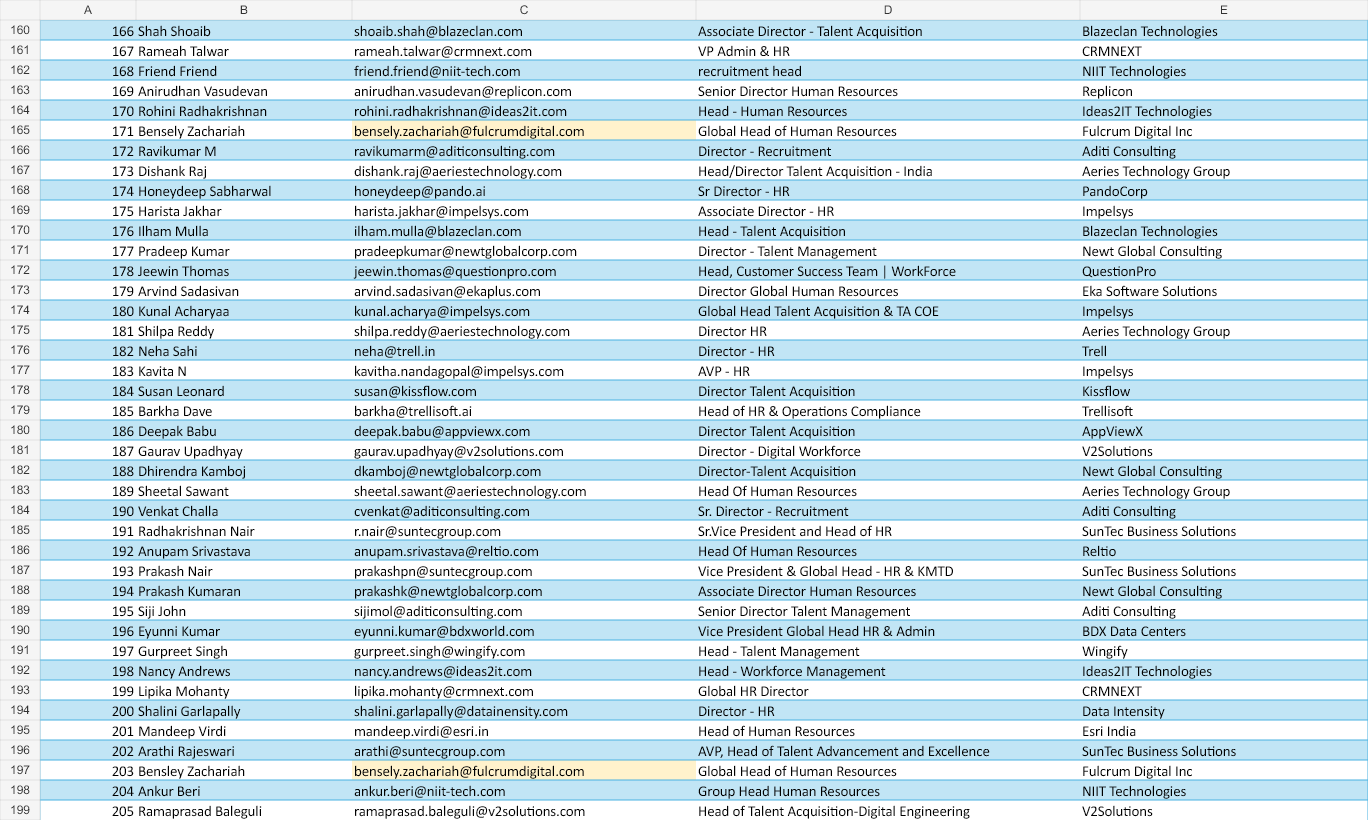 A B C D E
160 166 Shah Shoaib shoaib.shah@blazeclan.com Associate Director - Talent Acquisition Blazeclan Technologies
161 167 Rameah Talwar rameah.talwar@crmnext.com VP Admin & HR CRMNEXT
162 168 Friend Friend friend.friend@niit-tech.com recruitment head NIIT Technologies
163 169 Anirudhan Vasudevan anirudhan.vasudevan@replicon.com Senior Director Human Resources Replicon
164 170 Rohini Radhakrishnan rohini.radhakrishnan@ideas2it.com Head - Human Resources Ideas2IT Technologies
165 171 Bensely Zachariah bensely.zachariah@fulcrumdigital.com Global Head of Human Resources Fulcrum Digital Inc
166 172 Ravikumar M ravikumarm@aditiconsulting.com Director - Recruitment Aditi Consulting
167 173 Dishank Raj dishank.raj@aeriestechnology.com Head/Director Talent Acquisition - India Aeries Technology Group
168 174 Honeydeep Sabharwal honeydeep@pando.ai Sr Director - HR PandoCorp
169 175 Harista Jakhar harista.jakhar@impelsys.com Associate Director - HR Impelsys
170 176 Ilham Mulla ilham.mulla@blazeclan.com Head - Talent Acquisition Blazeclan Technologies
171 177 Pradeep Kumar pradeepkumar@newtglobalcorp.com Director - Talent Management Newt Global Consulting
172 178 Jeewin Thomas jeewin.thomas@questionpro.com Head, Customer Success Team | WorkForce QuestionPro
173 179 Arvind Sadasivan arvind.sadasivan@ekaplus.com Director Global Human Resources Eka Software Solutions
174 180 Kunal Acharyaa kunal.acharya@impelsys.com Global Head Talent Acquisition & TA COE Impelsys
175 181 Shilpa Reddy shilpa.reddy@aeriestechnology.com Director HR Aeries Technology Group
176 182 Neha Sahi neha@trell.in Director - HR Trell
177 183 Kavita N kavitha.nandagopal@impelsys.com AVP - HR Impelsys
178 184 Susan Leonard susan@kissflow.com Director Talent Acquisition Kissflow
179 185 Barkha Dave barkha@trellisoft.ai Head of HR & Operations Compliance Trellisoft
180 186 Deepak Babu deepak.babu@appviewx.com Director Talent Acquisition AppViewX
181 187 Gaurav Upadhyay gaurav.upadhyay@v2solutions.com Director - Digital Workforce V2Solutions
182 188 Dhirendra Kamboj dkamboj@newtglobalcorp.com Director-Talent Acquisition Newt Global Consulting
183 189 Sheetal Sawant sheetal.sawant@aeriestechnology.com Head Of Human Resources Aeries Technology Group
184 190 Venkat Challa cvenkat@aditiconsulting.com Sr. Director - Recruitment Aditi Consulting
185 191 Radhakrishnan Nair r.nair@suntecgroup.com Sr.Vice President and Head of HR SunTec Business Solutions
186 192 Anupam Srivastava anupam.srivastava@reltio.com Head Of Human Resources Reltio
187 193 Prakash Nair prakashpn@suntecgroup.com Vice President & Global Head - HR & KMTD SunTec Business Solutions
188 194 Prakash Kumaran prakashk@newtglobalcorp.com Associate Director Human Resources Newt Global Consulting
189 195 Siji John sijimol@aditiconsulting.com Senior Director Talent Management Aditi Consulting
190 196 Eyunni Kumar eyunni.kumar@bdxworld.com Vice President Global Head HR & Admin BDX Data Centers
191 197 Gurpreet Singh gurpreet.singh@wingify.com Head - Talent Management Wingify
192 198 Nancy Andrews nancy.andrews@ideas2it.com Head - Workforce Management Ideas2IT Technologies
193 199 Lipika Mohanty lipika.mohanty@crmnext.com Global HR Director CRMNEXT
194 200 Shalini Garlapally shalini.garlapally@datainensity.com Director - HR Data Intensity
195 201 Mandeep Virdi mandeep.virdi@esri.in Head of Human Resources Esri India
196 202 Arathi Rajeswari arathi@suntecgroup.com AVP, Head of Talent Advancement and Excellence SunTec Business Solutions
197 203 Bensley Zachariah bensely.zachariah@fulcrumdigital.com Global Head of Human Resources Fulcrum Digital Inc
198 204 Ankur Beri ankur.beri@niit-tech.com Group Head Human Resources NIIT Technologies
199 205 Ramaprasad Baleguli ramaprasad.baleguli@v2solutions.com Head of Talent Acquisition-Digital Engineering V2Solutions